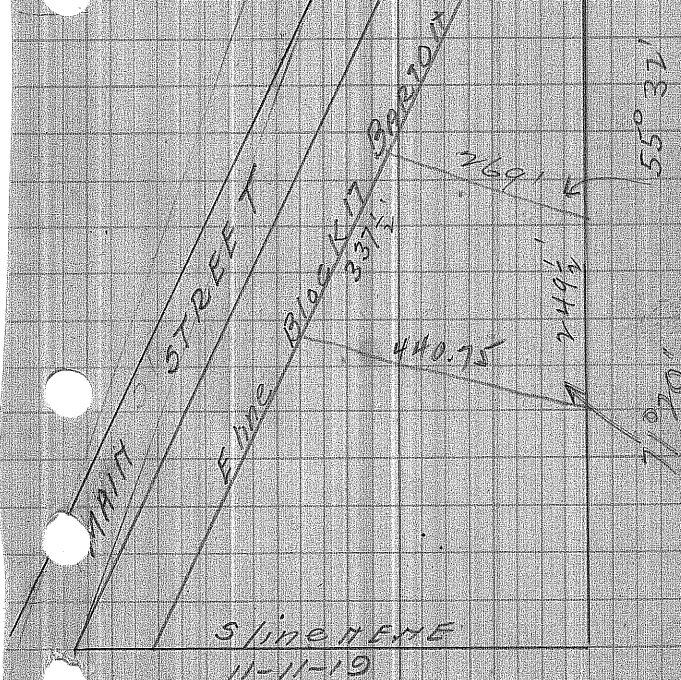 MAIN STREET
E line Block 17 BARTON
337½'
269'
55° 32'
249½'
440.75
71° 20'
S line NENE
11-11-19